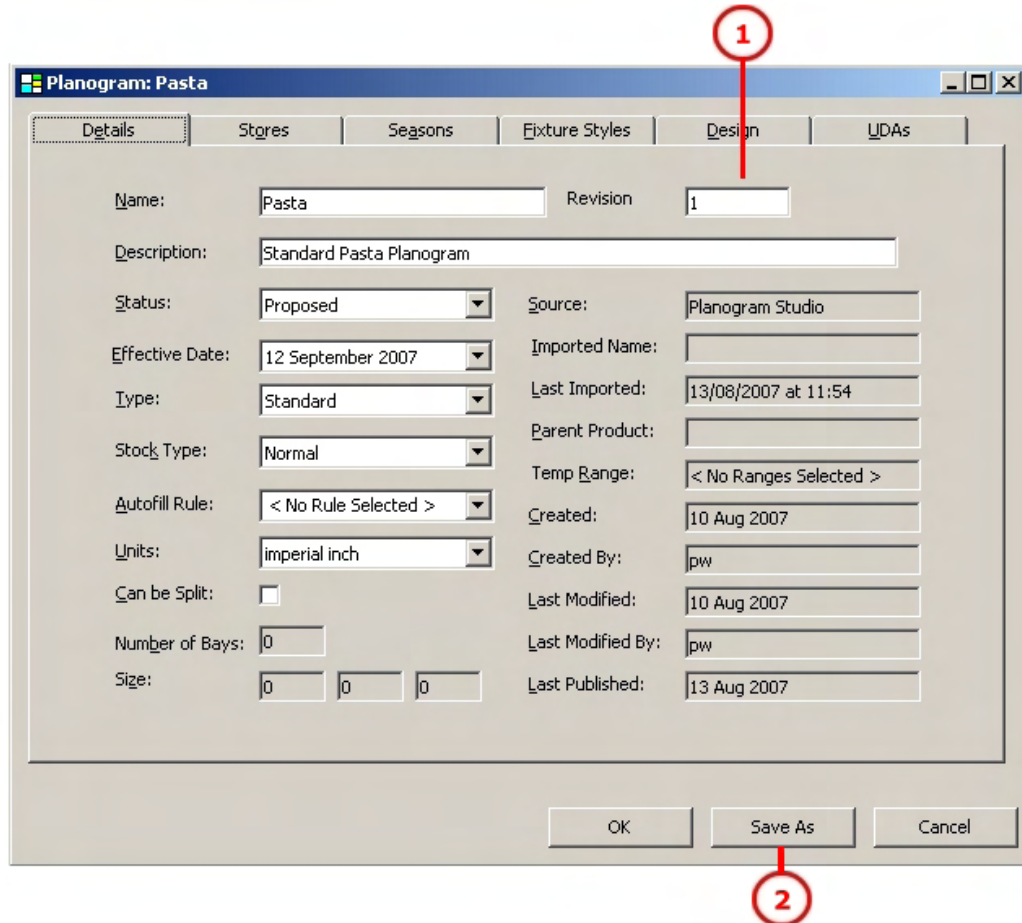 1
Planogram: Pasta
Details Stores Seasons Fixture Styles Design UDAs
Name: Pasta Revision 1
Description: Standard Pasta Planogram
Status: Proposed
Effective Date: 12 September 2007
Type: Standard
Stock Type: Normal
Autofill Rule: < No Rule Selected >
Units: imperial inch
Can be Split:
Number of Bays: 0
Size: 0 0 0
Source: Planogram Studio
Imported Name:
Last Imported: 13/08/2007 at 11:54
Parent Product:
Temp Range: < No Ranges Selected >
Created: 10 Aug 2007
Created By: pw
Last Modified: 10 Aug 2007
Last Modified By: pw
Last Published: 13 Aug 2007
OK Save As Cancel
2